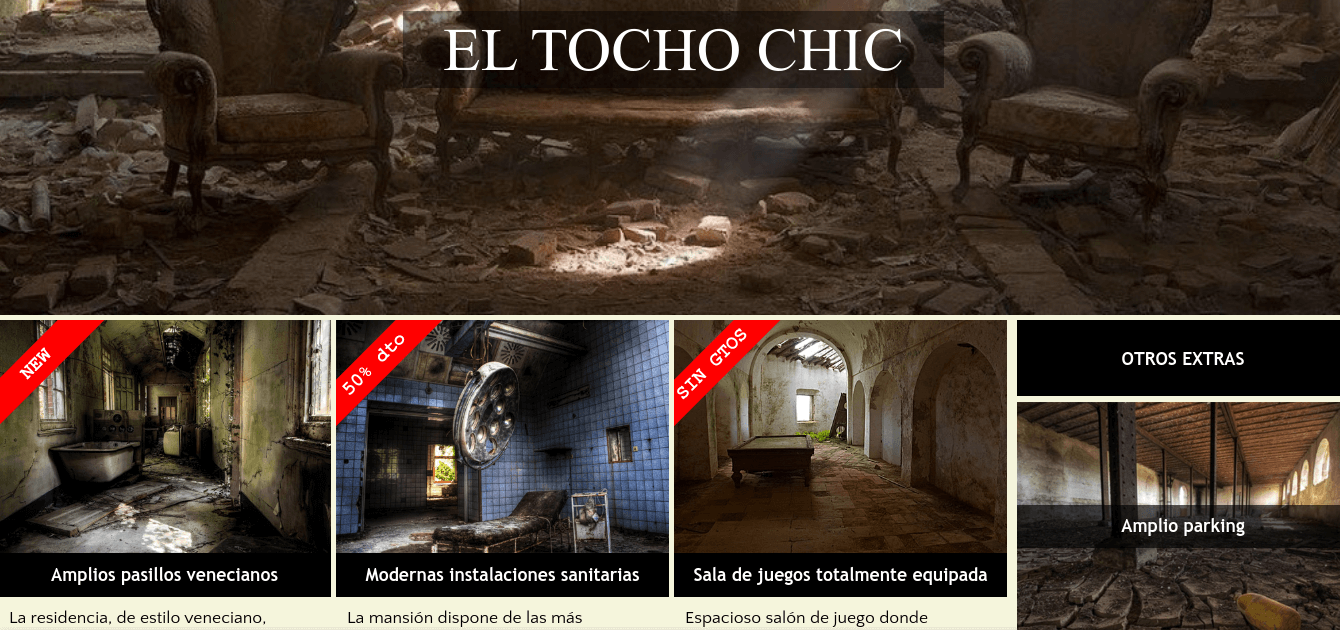 EL TOCHO CHIC
NEW
50% dto
SIN GTOS
OTROS EXTRAS
Amplio parking
Amplios pasillos venecianos
Modernas instalaciones sanitarias
Sala de juegos totalmente equipada
La residencia, de estilo veneciano,
La mansión dispone de las más
Espacioso salón de juego donde